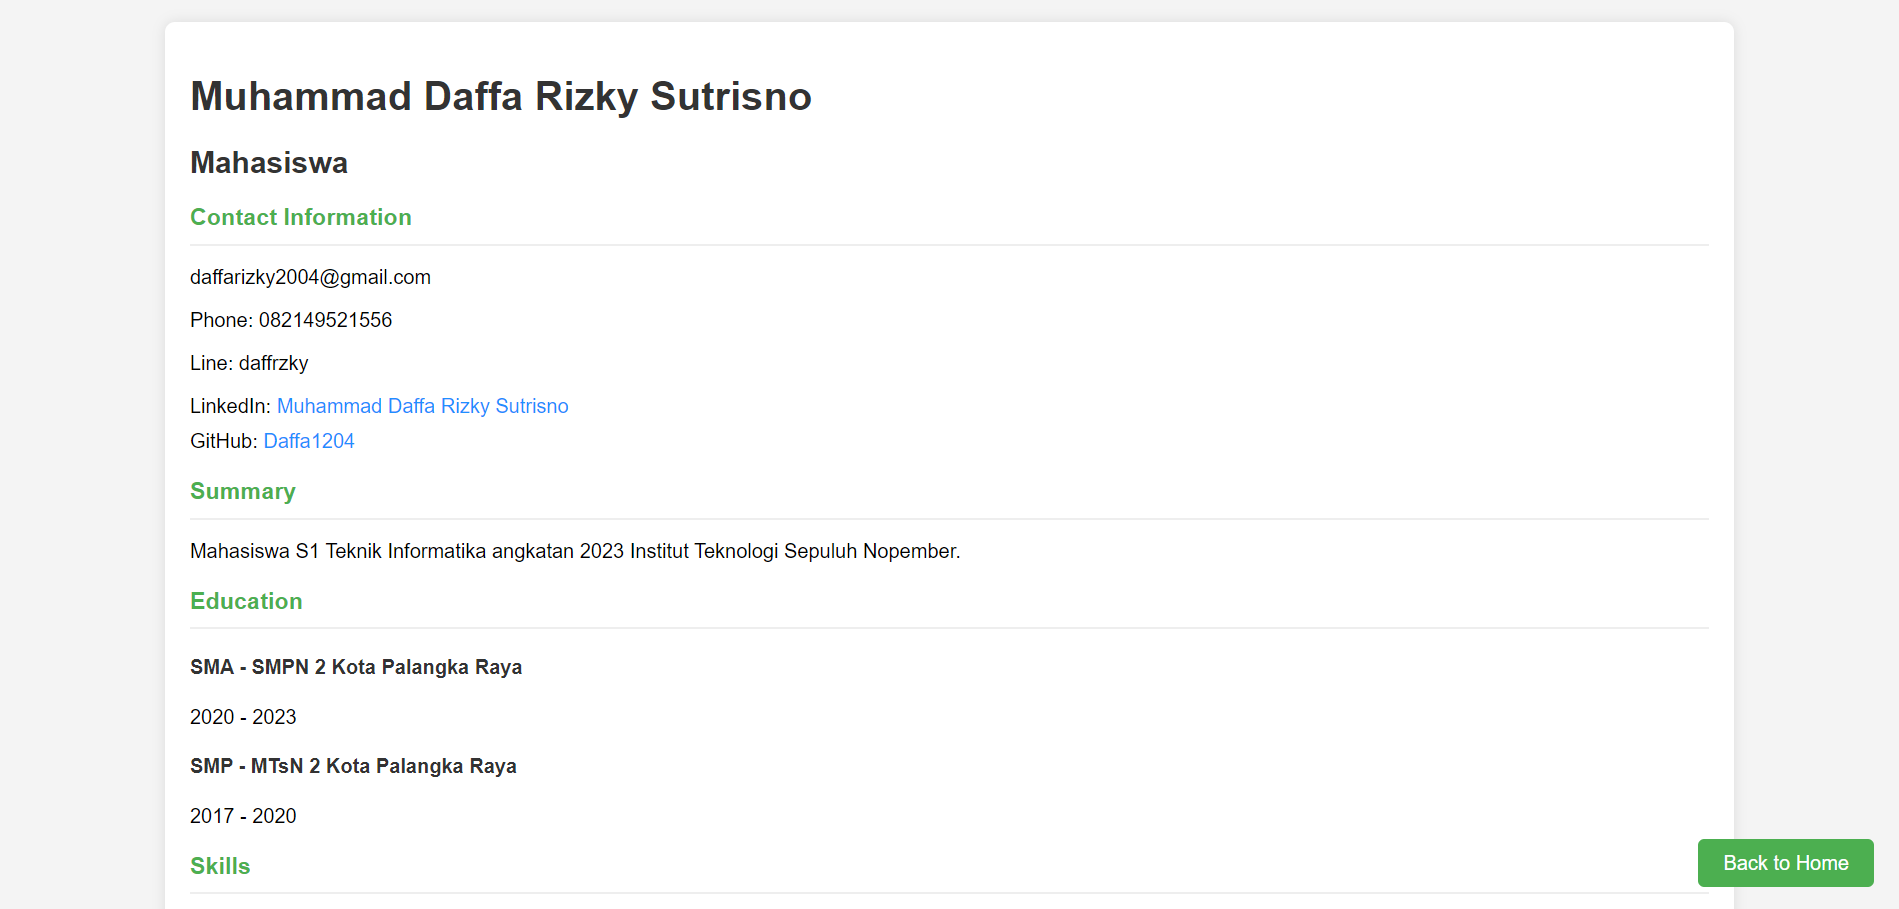 Muhammad Daffa Rizky Sutrisno
Mahasiswa
Contact Information
daffarizky2004@gmail.com
Phone: 082149521556
Line: daffrzky
LinkedIn: Muhammad Daffa Rizky Sutrisno
GitHub: Daffa1204
Summary
Mahasiswa S1 Teknik Informatika angkatan 2023 Institut Teknologi Sepuluh Nopember.
Education
SMA - SMPN 2 Kota Palangka Raya
2020 - 2023
SMP - MTsN 2 Kota Palangka Raya
2017 - 2020
Skills
Back to Home